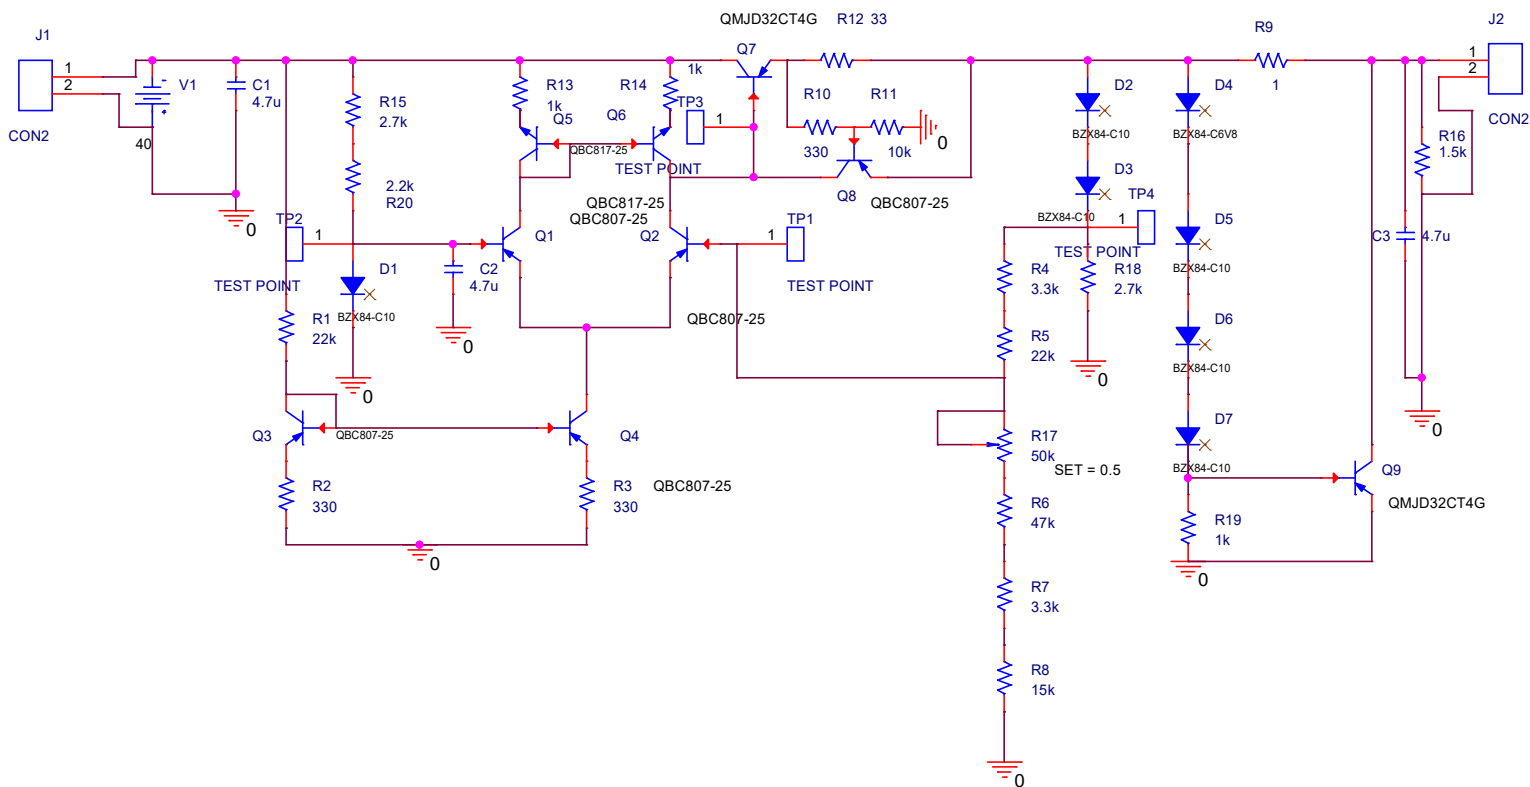 QMJD32CT4G
R12 33
J1
J2
R9
Q7
1
2
CON2
V1
-
+
40
C1
4.7u
0
R15
2.7k
2.2k
R20
R13
1k
Q5
Q6
R14
1k
TP3
1
QBC817-25
TEST POINT
QBC817-25
QBC807-25
R10
330
R11
10k
0
Q8
QBC807-25
D2
BZX84-C10
D3
BZX84-C10
TP4
1
TEST POINT
D4
BZX84-C6V8
1
1
2
CON2
R16
1.5k
C3
4.7u
0
TP2
1
TEST POINT
D1
BZX84-C10
0
C2
4.7u
0
Q1
Q2
TP1
1
TEST POINT
QBC807-25
R4
3.3k
R18
2.7k
0
R5
22k
D5
BZX84-C10
D6
BZX84-C10
D7
BZX84-C10
R1
22k
Q3
QBC807-25
Q4
R2
330
R3
330
QBC807-25
0
R17
50k
SET = 0.5
R6
47k
R7
3.3k
R8
15k
0
Q9
QMJD32CT4G
R19
1k
0